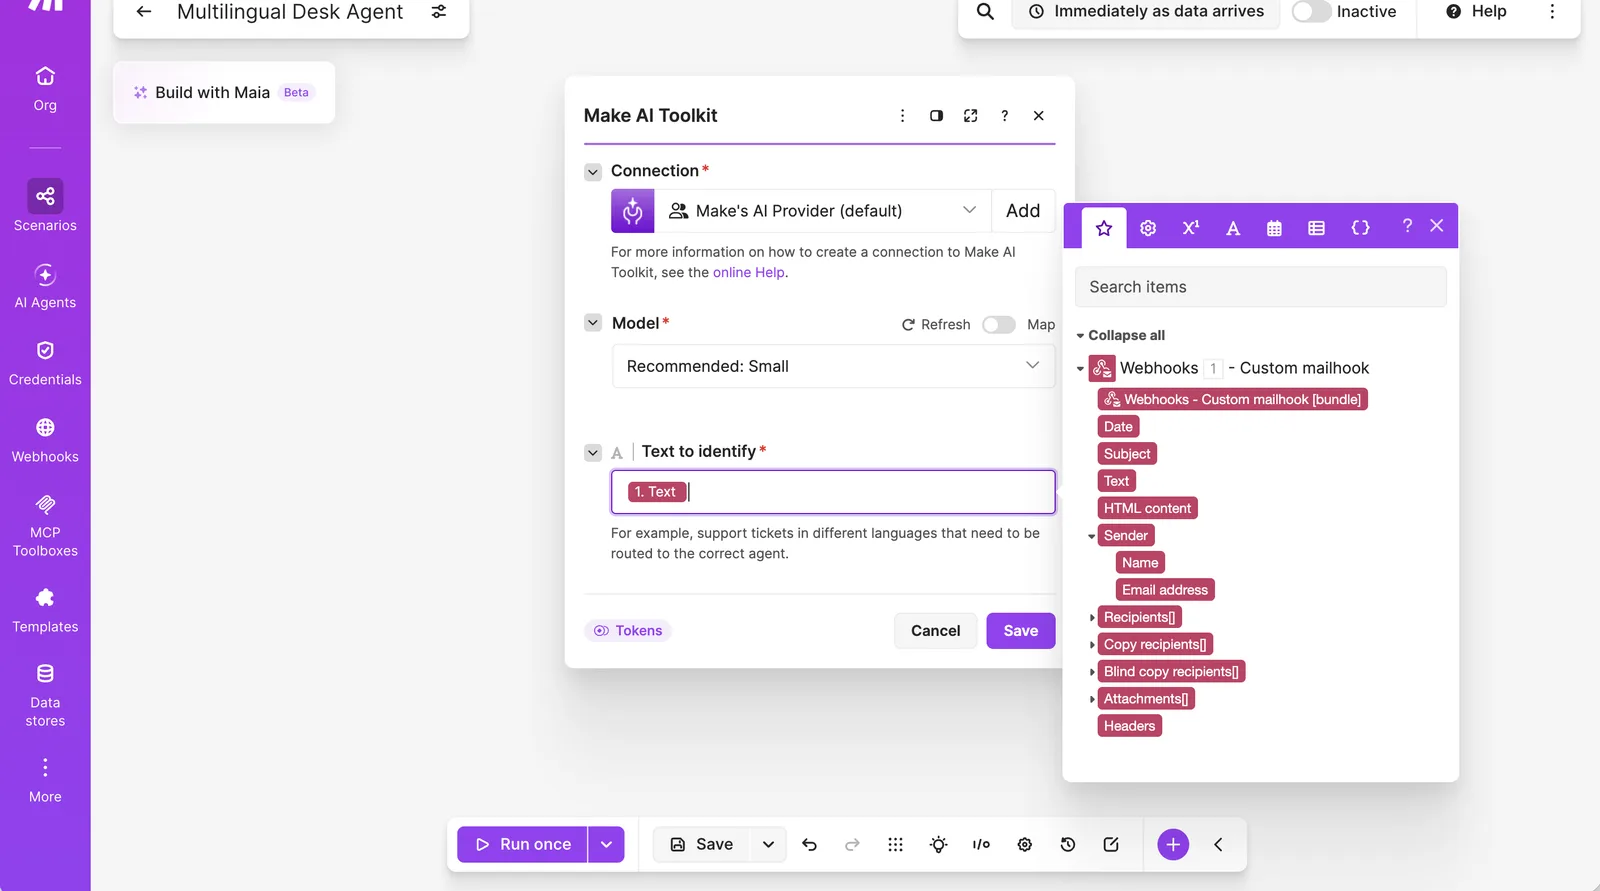 Multilingual Desk Agent
Immediately as data arrives
Inactive
Help
Build with Maia Beta
Org
Scenarios
AI Agents
Credentials
Webhooks
MCP
Toolboxes
Templates
Data
stores
More
Make AI Toolkit
?
Connection*
Make's AI Provider (default)
Add
For more information on how to create a connection to Make AI
Toolkit, see the online Help.
Model*
Refresh
Map
Recommended: Small
A Text to identify*
1. Text
For example, support tickets in different languages that need to be
routed to the correct agent.
Tokens
Cancel
Save
X¹ A {} ?
Search items
Collapse all
Webhooks 1 - Custom mailhook
Webhooks - Custom mailhook [bundle]
Date
Subject
Text
HTML content
Sender
Name
Email address
Recipients[]
Copy recipients[]
Blind copy recipients[]
Attachments[]
Headers
Run once
Save
I/O